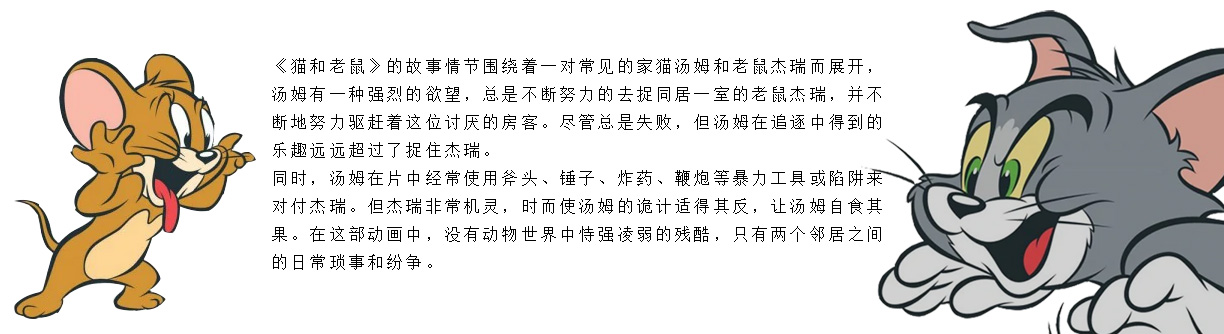 《猫和老鼠》的故事情节围绕着一对常见的家猫汤姆和老鼠杰瑞而展开，
汤姆有一种强烈的欲望，总是不断努力的去捉同居一室的老鼠杰瑞，并不
断地努力驱赶着这位讨厌的房客。尽管总是失败，但汤姆在追逐中得到的
乐趣远远超过了捉住杰瑞。
同时，汤姆在片中经常使用斧头、锤子、炸药、鞭炮等暴力工具或陷阱来
对付杰瑞。但杰瑞非常机灵，时而使汤姆的诡计适得其反，让汤姆自食其
果。在这部动画中，没有动物世界中恃强凌弱的残酷，只有两个邻居之间
的日常琐事和纷争。